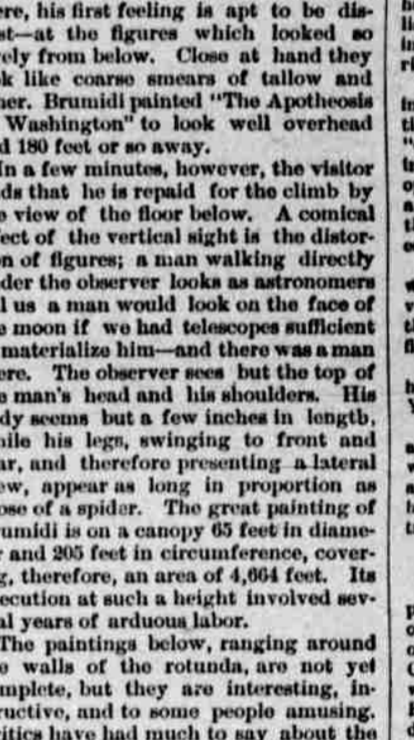 ere, his first feeling is apt to be dis-
st—at the figures which looked so
ely from below. Close at hand they
k like coarse smears of tallow and
her. Brumidi painted "The Apotheosis
Washington" to look well overhead
d 180 feet or so away.
In a few minutes, however, the visitor
ds that he is repaid for the climb by
e view of the floor below. A comical
fect of the vertical sight is the distor-
on of figures; a man walking directly
der the observer looks as astronomers
l us a man would look on the face of
e moon if we had telescopes sufficient
materialize him—and there was a man
ere. The observer sees but the top of
e man's head and his shoulders. His
dy seems but a few inches in length,
hile his legs, swinging to front and
ar, and therefore presenting a lateral
ew, appear as long in proportion as
ose of a spider. The great painting of
umidi is on a canopy 65 feet in diame-
r and 205 feet in circumference, cover-
g, therefore, an area of 4,664 feet. Its
ecution at such a height involved sev-
al years of arduous labor.
The paintings below, ranging around
e walls of the rotunda, are not yet
mplete, but they are interesting, in-
ructive, and to some people amusing.
itics have had much to say about the